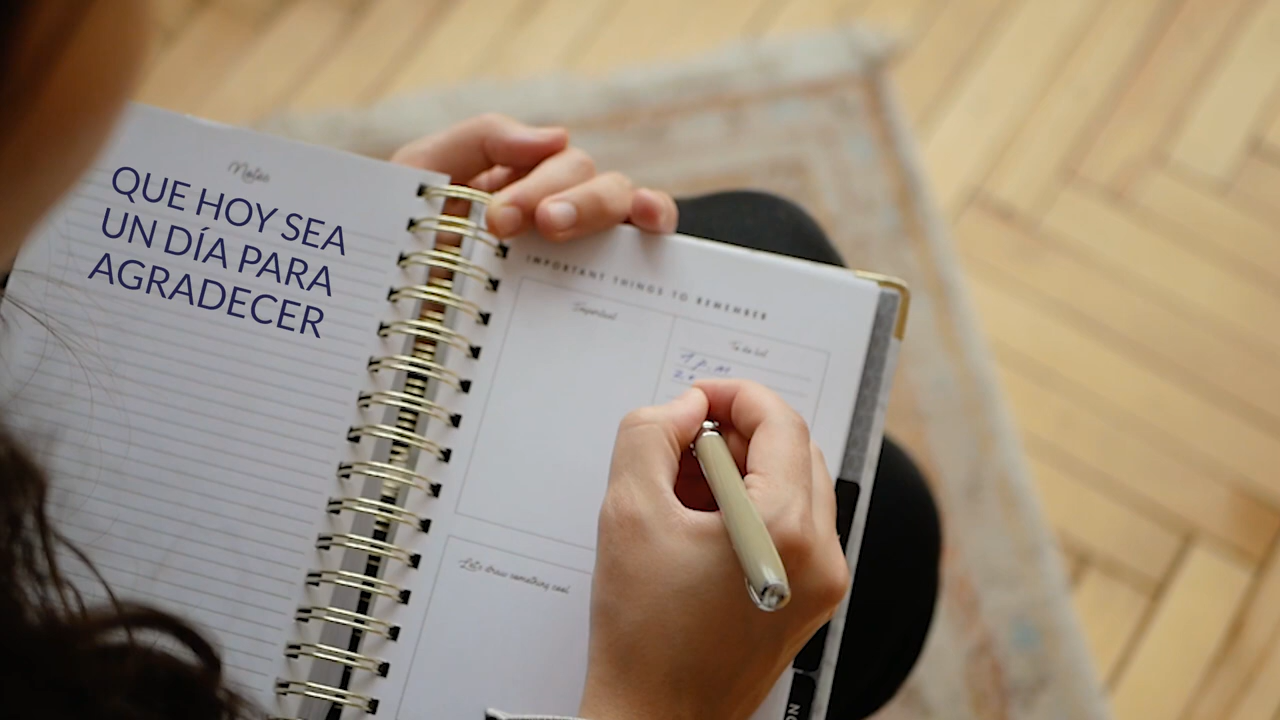 Notes
QUE HOY SEA
UN DÍA PARA
AGRADECER
IMPORTANT THINGS TO REMEMBER
Important
To do list
Let's draw something cool
ON